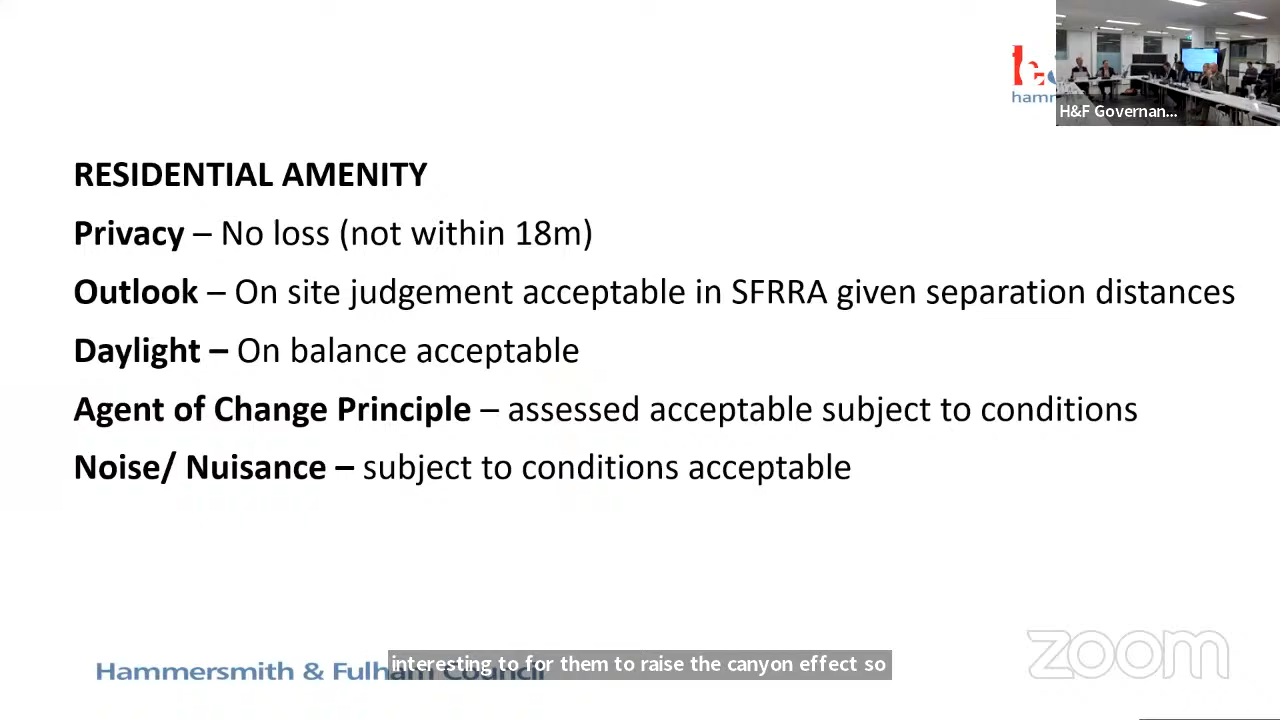 hamm
H&F Governan...
RESIDENTIAL AMENITY
Privacy – No loss (not within 18m)
Outlook – On site judgement acceptable in SFRRA given separation distances
Daylight – On balance acceptable
Agent of Change Principle – assessed acceptable subject to conditions
Noise/ Nuisance – subject to conditions acceptable
interesting to for them to raise the canyon effect so
Hammersmith & Fulham Council
zoom